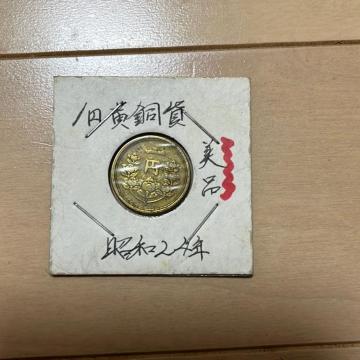 1円黄銅貨
美品
円
昭和24年